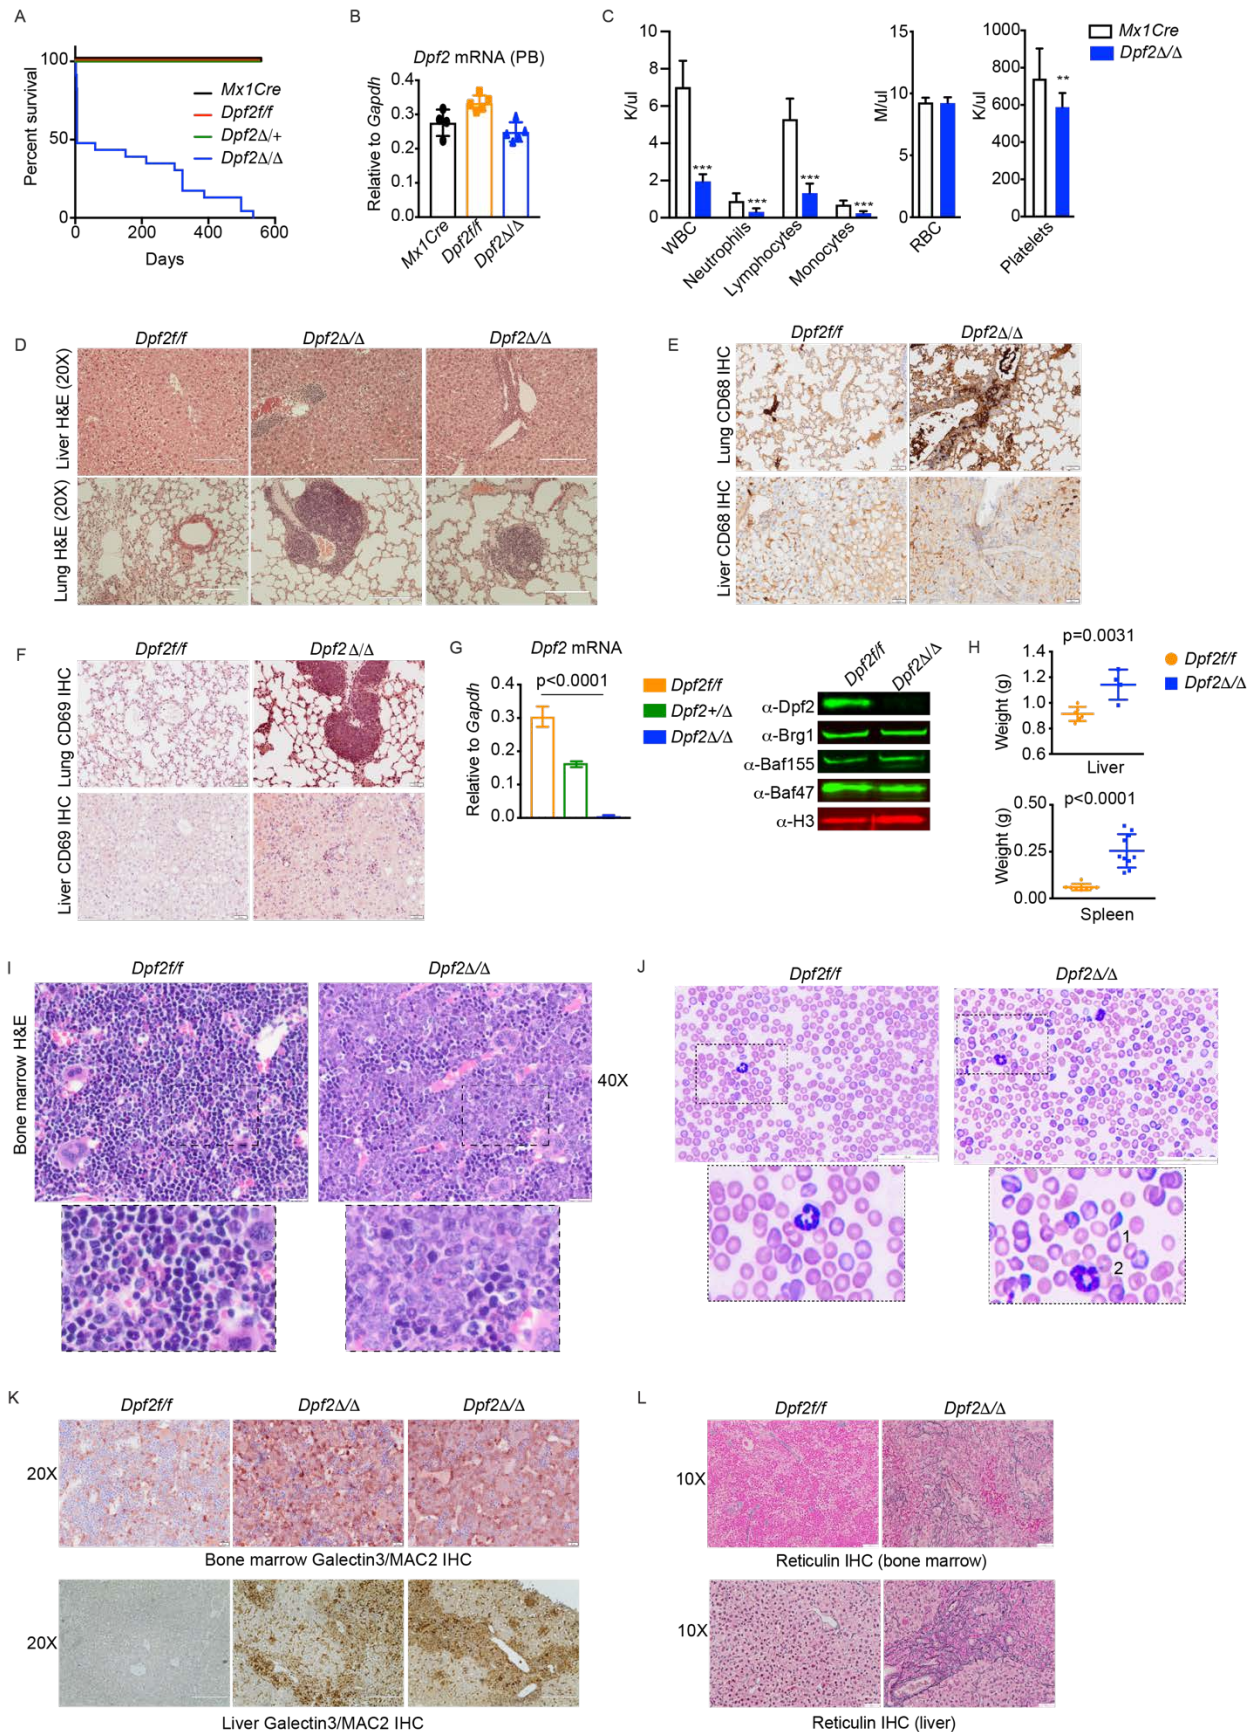 A
Percent survival
100
50
0
0
200
400
600
Days
Mx1Cre
Dpf2f/f
Dpf2Δ/+
Dpf2Δ/Δ
B
Dpf2 mRNA (PB)
Relative to Gapdh
0.4
0.3
0.2
0.1
0.0
Mx1Cre
Dpf2f/f
Dpf2Δ/Δ
C
K/ul
10
8
6
4
2
0
***
***
***
***
WBC
Neutrophils
Lymphocytes
Monocytes
M/ul
15
10
5
0
RBC
K/ul
1000
800
600
400
200
0
**
Platelets
Mx1Cre
Dpf2Δ/Δ
D
Dpf2f/f
Dpf2Δ/Δ
Dpf2Δ/Δ
Liver H&E (20X)
Lung H&E (20X)
E
Dpf2f/f
Dpf2Δ/Δ
Lung CD68 IHC
Liver CD68 IHC
F
Dpf2f/f
Dpf2 Δ/Δ
Lung CD69 IHC
Liver CD69 IHC
G
Dpf2 mRNA
p<0.0001
Relative to Gapdh
0.4
0.3
0.2
0.1
0.0
Dpf2f/f
Dpf2+/Δ
Dpf2Δ/Δ
Dpf2f/f
Dpf2Δ/Δ
α-Dpf2
α-Brg1
α-Baf155
α-Baf47
α-H3
H
p=0.0031
Weight (g)
1.4
1.2
1.0
0.8
0.6
Liver
Dpf2f/f
Dpf2Δ/Δ
p<0.0001
Weight (g)
0.50
0.25
0.00
Spleen
I
Dpf2f/f
Dpf2Δ/Δ
Bone marrow H&E
40X
J
Dpf2f/f
Dpf2Δ/Δ
1
2
K
Dpf2f/f
Dpf2Δ/Δ
Dpf2Δ/Δ
20X
Bone marrow Galectin3/MAC2 IHC
20X
Liver Galectin3/MAC2 IHC
L
Dpf2f/f
Dpf2Δ/Δ
10X
Reticulin IHC (bone marrow)
10X
Reticulin IHC (liver)